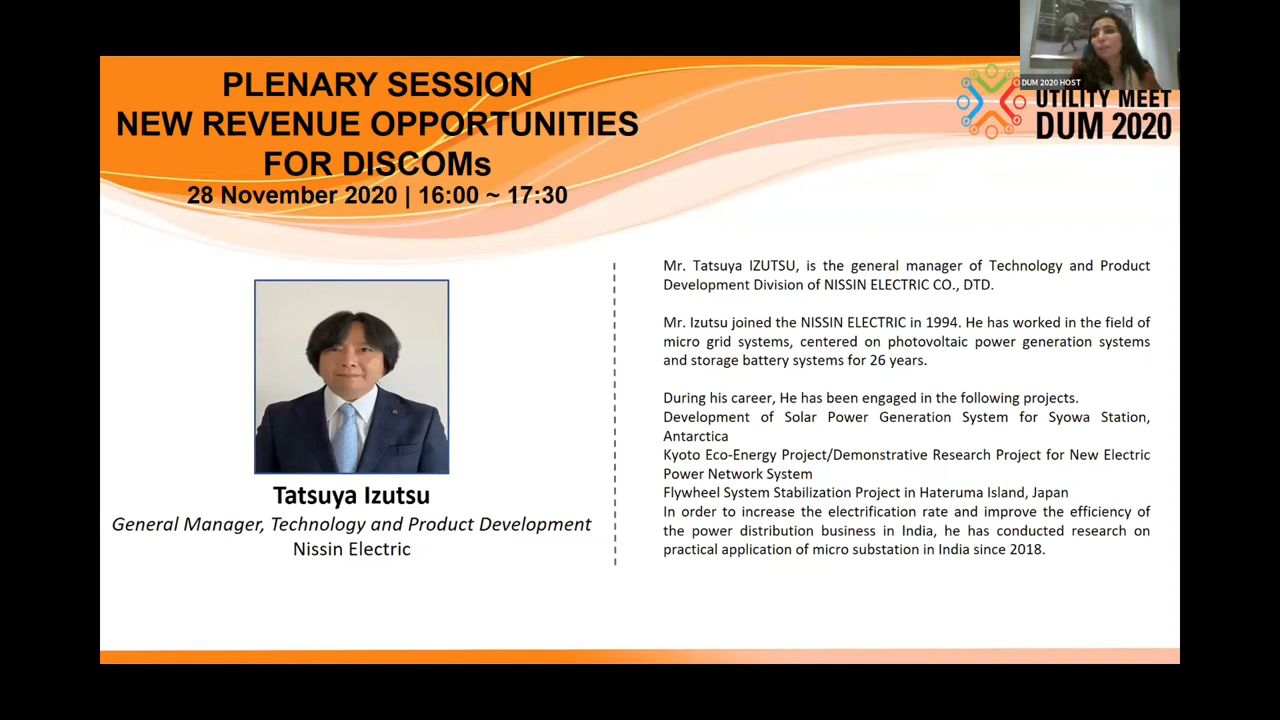 DUM 2020 HOST
PLENARY SESSION
NEW REVENUE OPPORTUNITIES
FOR DISCOMs
28 November 2020 | 16:00 ~ 17:30
UTILITY MEET
DUM 2020
Tatsuya Izutsu
General Manager, Technology and Product Development
Nissin Electric
Mr. Tatsuya IZUTSU, is the general manager of Technology and Product
Development Division of NISSIN ELECTRIC CO., DTD.
Mr. Izutsu joined the NISSIN ELECTRIC in 1994. He has worked in the field of
micro grid systems, centered on photovoltaic power generation systems
and storage battery systems for 26 years.
During his career, He has been engaged in the following projects.
Development of Solar Power Generation System for Syowa Station,
Antarctica
Kyoto Eco-Energy Project/Demonstrative Research Project for New Electric
Power Network System
Flywheel System Stabilization Project in Hateruma Island, Japan
In order to increase the electrification rate and improve the efficiency of
the power distribution business in India, he has conducted research on
practical application of micro substation in India since 2018.